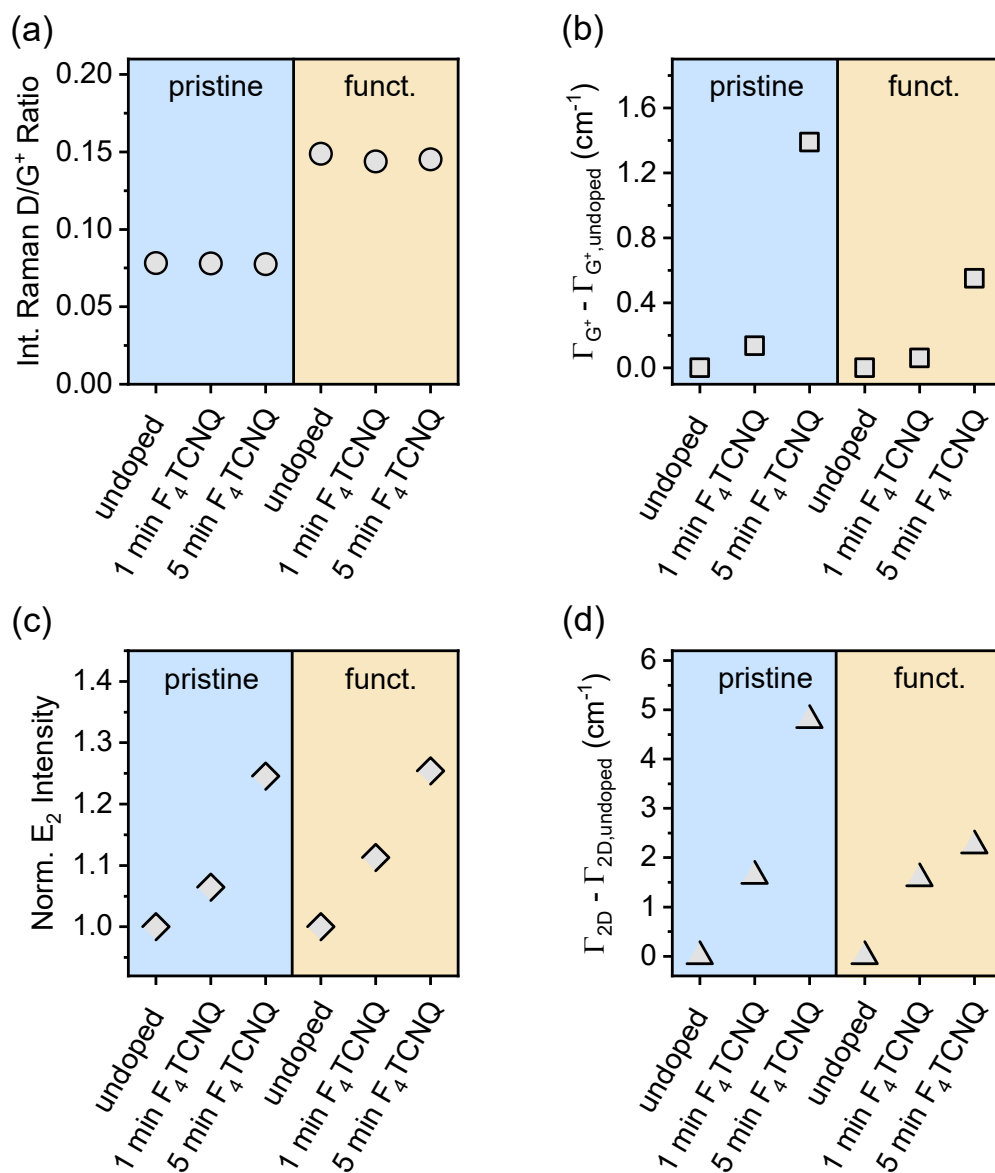 (a)
Int. Raman D/G⁺ Ratio
0.20
0.15
0.10
0.05
0.00
pristine
funct.
undoped
1 min F₄TCNQ
5 min F₄TCNQ
undoped
1 min F₄TCNQ
5 min F₄TCNQ
(b)
Γ_G⁺ - Γ_G⁺,undoped (cm⁻¹)
1.6
1.2
0.8
0.4
0.0
pristine
funct.
undoped
1 min F₄TCNQ
5 min F₄TCNQ
undoped
1 min F₄TCNQ
5 min F₄TCNQ
(c)
Norm. E₂ Intensity
1.4
1.3
1.2
1.1
1.0
pristine
funct.
undoped
1 min F₄TCNQ
5 min F₄TCNQ
undoped
1 min F₄TCNQ
5 min F₄TCNQ
(d)
Γ_2D - Γ_2D,undoped (cm⁻¹)
6
5
4
3
2
1
0
pristine
funct.
undoped
1 min F₄TCNQ
5 min F₄TCNQ
undoped
1 min F₄TCNQ
5 min F₄TCNQ